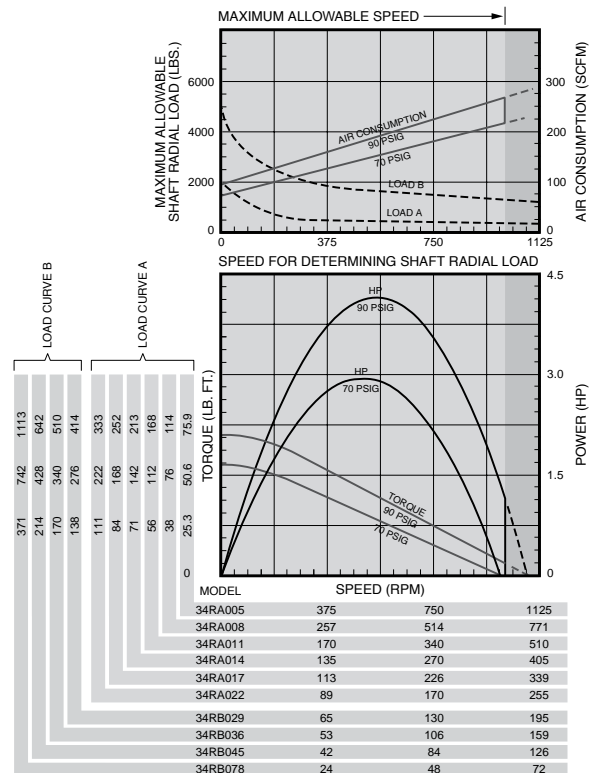 MAXIMUM ALLOWABLE SPEED
MAXIMUM ALLOWABLE
SHAFT RADIAL LOAD (LBS.)
6000
4000
2000
0
AIR CONSUMPTION
90 PSIG
70 PSIG
LOAD B
LOAD A
300
200
100
0
AIR CONSUMPTION (SCFM)
0 375 750 1125
SPEED FOR DETERMINING SHAFT RADIAL LOAD
LOAD CURVE B
LOAD CURVE A
1113 642 510 414 333 252 213 168 114 75.9
742 428 340 276 222 168 142 112 76 50.6
371 214 170 138 111 84 71 56 38 25.3
0
TORQUE (LB. FT.)
HP
90 PSIG
HP
70 PSIG
TORQUE
90 PSIG
70 PSIG
4.5
3.0
1.5
0
POWER (HP)
MODEL SPEED (RPM)
34RA005 375 750 1125
34RA008 257 514 771
34RA011 170 340 510
34RA014 135 270 405
34RA017 113 226 339
34RA022 89 170 255
34RB029 65 130 195
34RB036 53 106 159
34RB045 42 84 126
34RB078 24 48 72